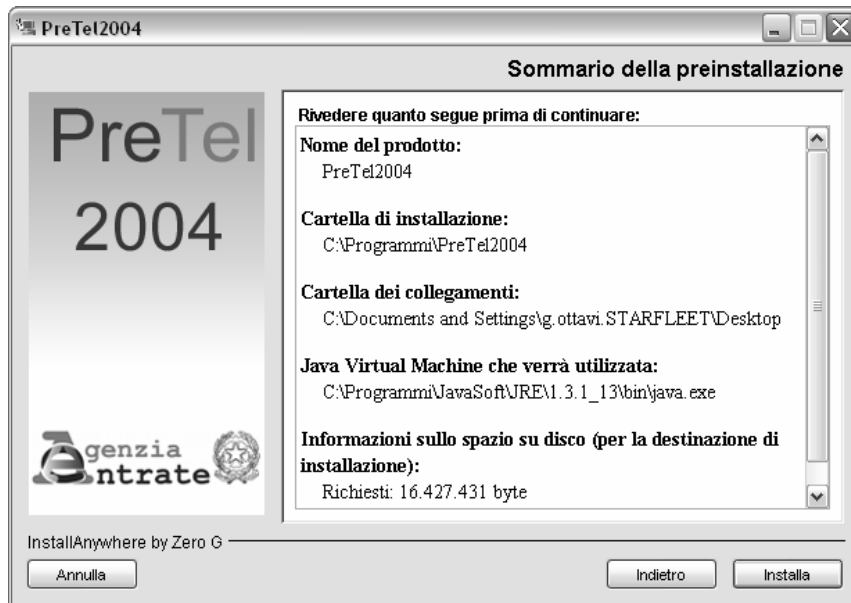 PreTel2004
Sommario della preinstallazione
PreTel
2004
Agenzia
Entrate
Rivedere quanto segue prima di continuare:
Nome del prodotto:
PreTel2004
Cartella di installazione:
C:\Programmi\PreTel2004
Cartella dei collegamenti:
C:\Documents and Settings\g.ottavi.STARFLEET\Desktop
Java Virtual Machine che verrà utilizzata:
C:\Programmi\JavaSoft\JRE\1.3.1_13\bin\java.exe
Informazioni sullo spazio su disco (per la destinazione di
installazione):
Richiesti: 16.427.431 byte
InstallAnywhere by Zero G
Annulla
Indietro
Installa